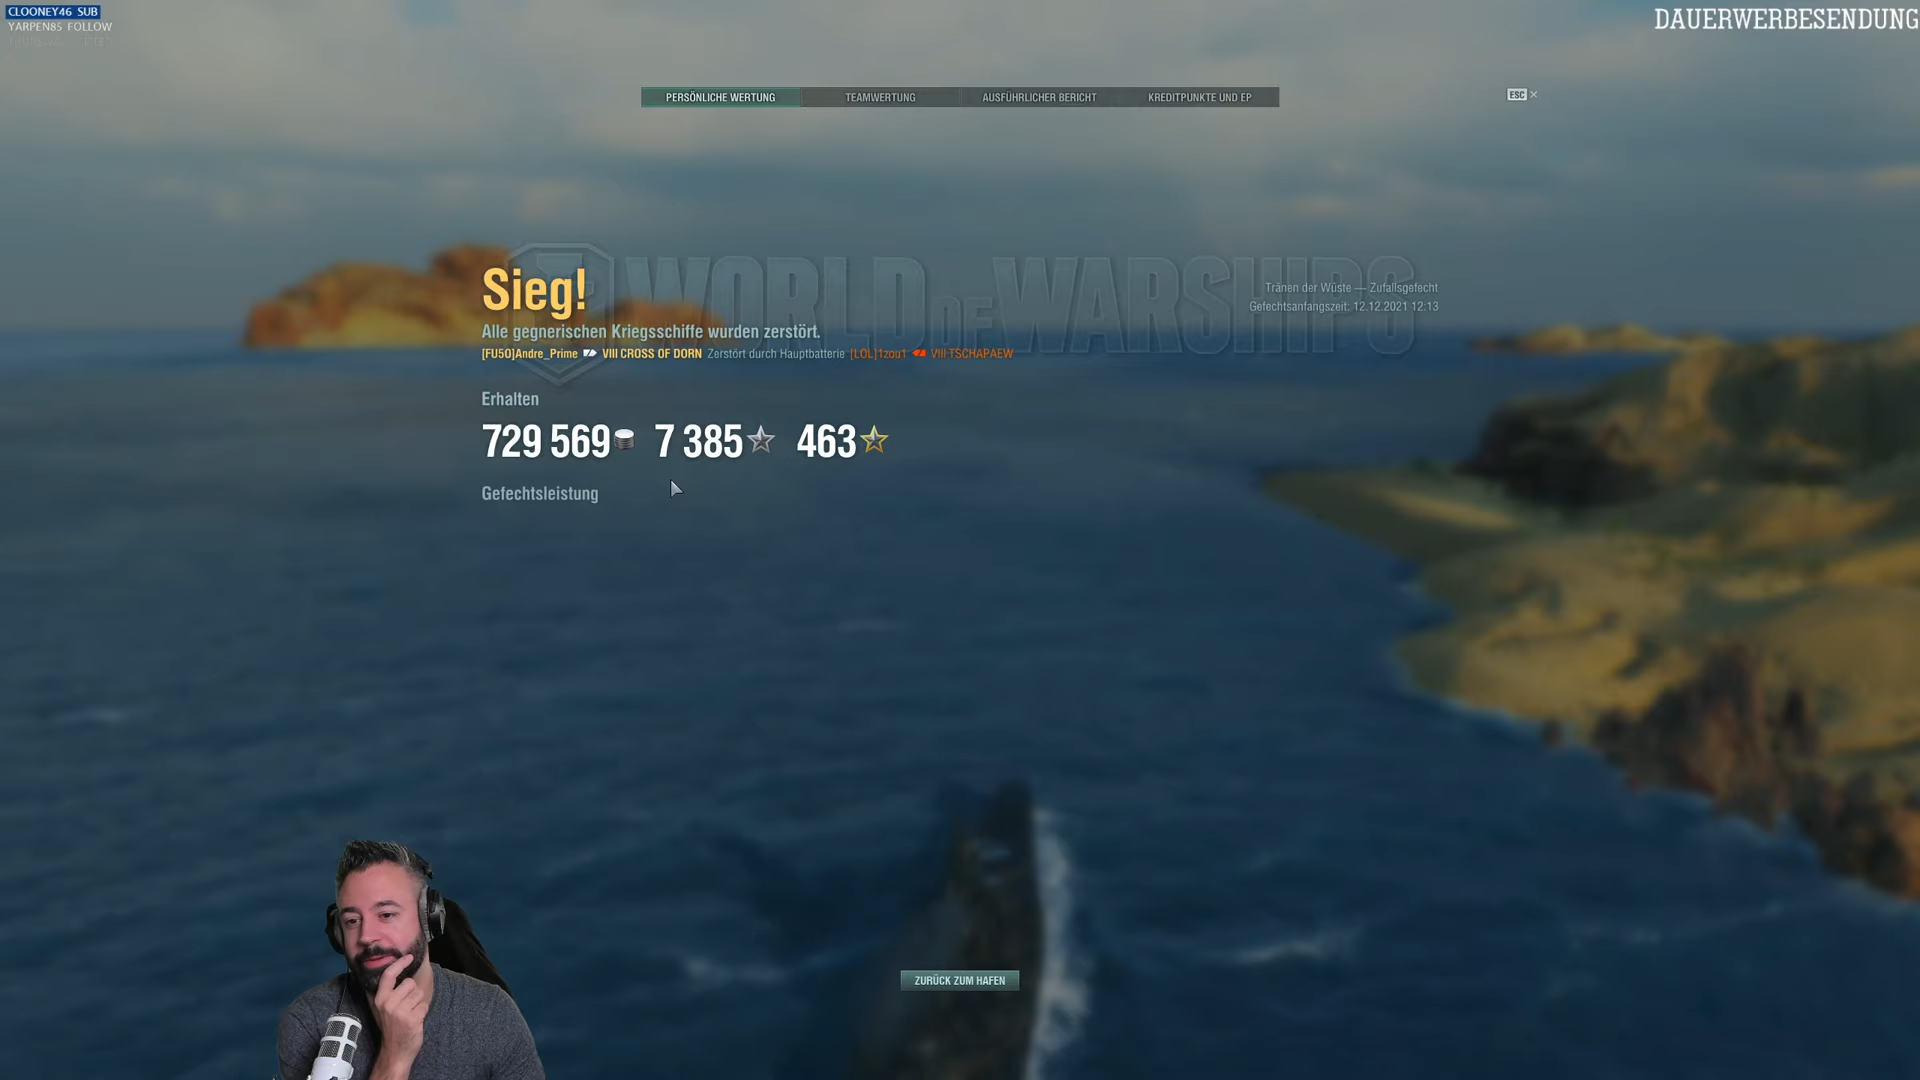 CLOONEY46 SUB
YARPEN85 FOLLOW
DAUERWERBESENDUNG
PERSÖNLICHE WERTUNG
TEAMWERTUNG
AUSFÜHRLICHER BERICHT
KREDITPUNKTE UND EP
ESC ×
WORLD OF WARSHIPS
Sieg!
Tränen der Wüste — Zufallsgefecht
Gefechtsanfangszeit: 12.12.2021 12:13
Alle gegnerischen Kriegsschiffe wurden zerstört.
[FU5O]Andre_Prime VIII CROSS OF DORN Zerstört durch Hauptbatterie [LOL]1zou1 VIII TSCHAPAEW
Erhalten
729 569 7 385 463
Gefechtsleistung
ZURÜCK ZUM HAFEN